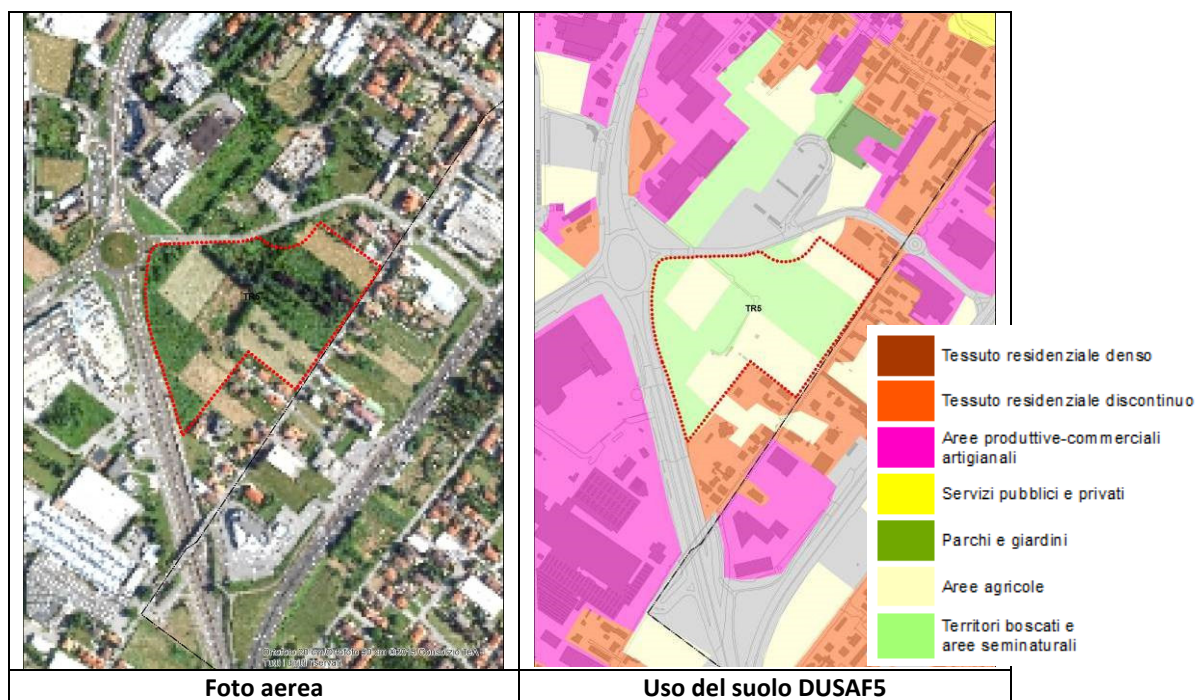 TR5
TR5
Tessuto residenziale denso
Tessuto residenziale discontinuo
Aree produttive-commerciali
artigianali
Servizi pubblici e privati
Parchi e giardini
Aree agricole
Territori boscati e
aree seminaturali
Foto aerea
Uso del suolo DUSAF5